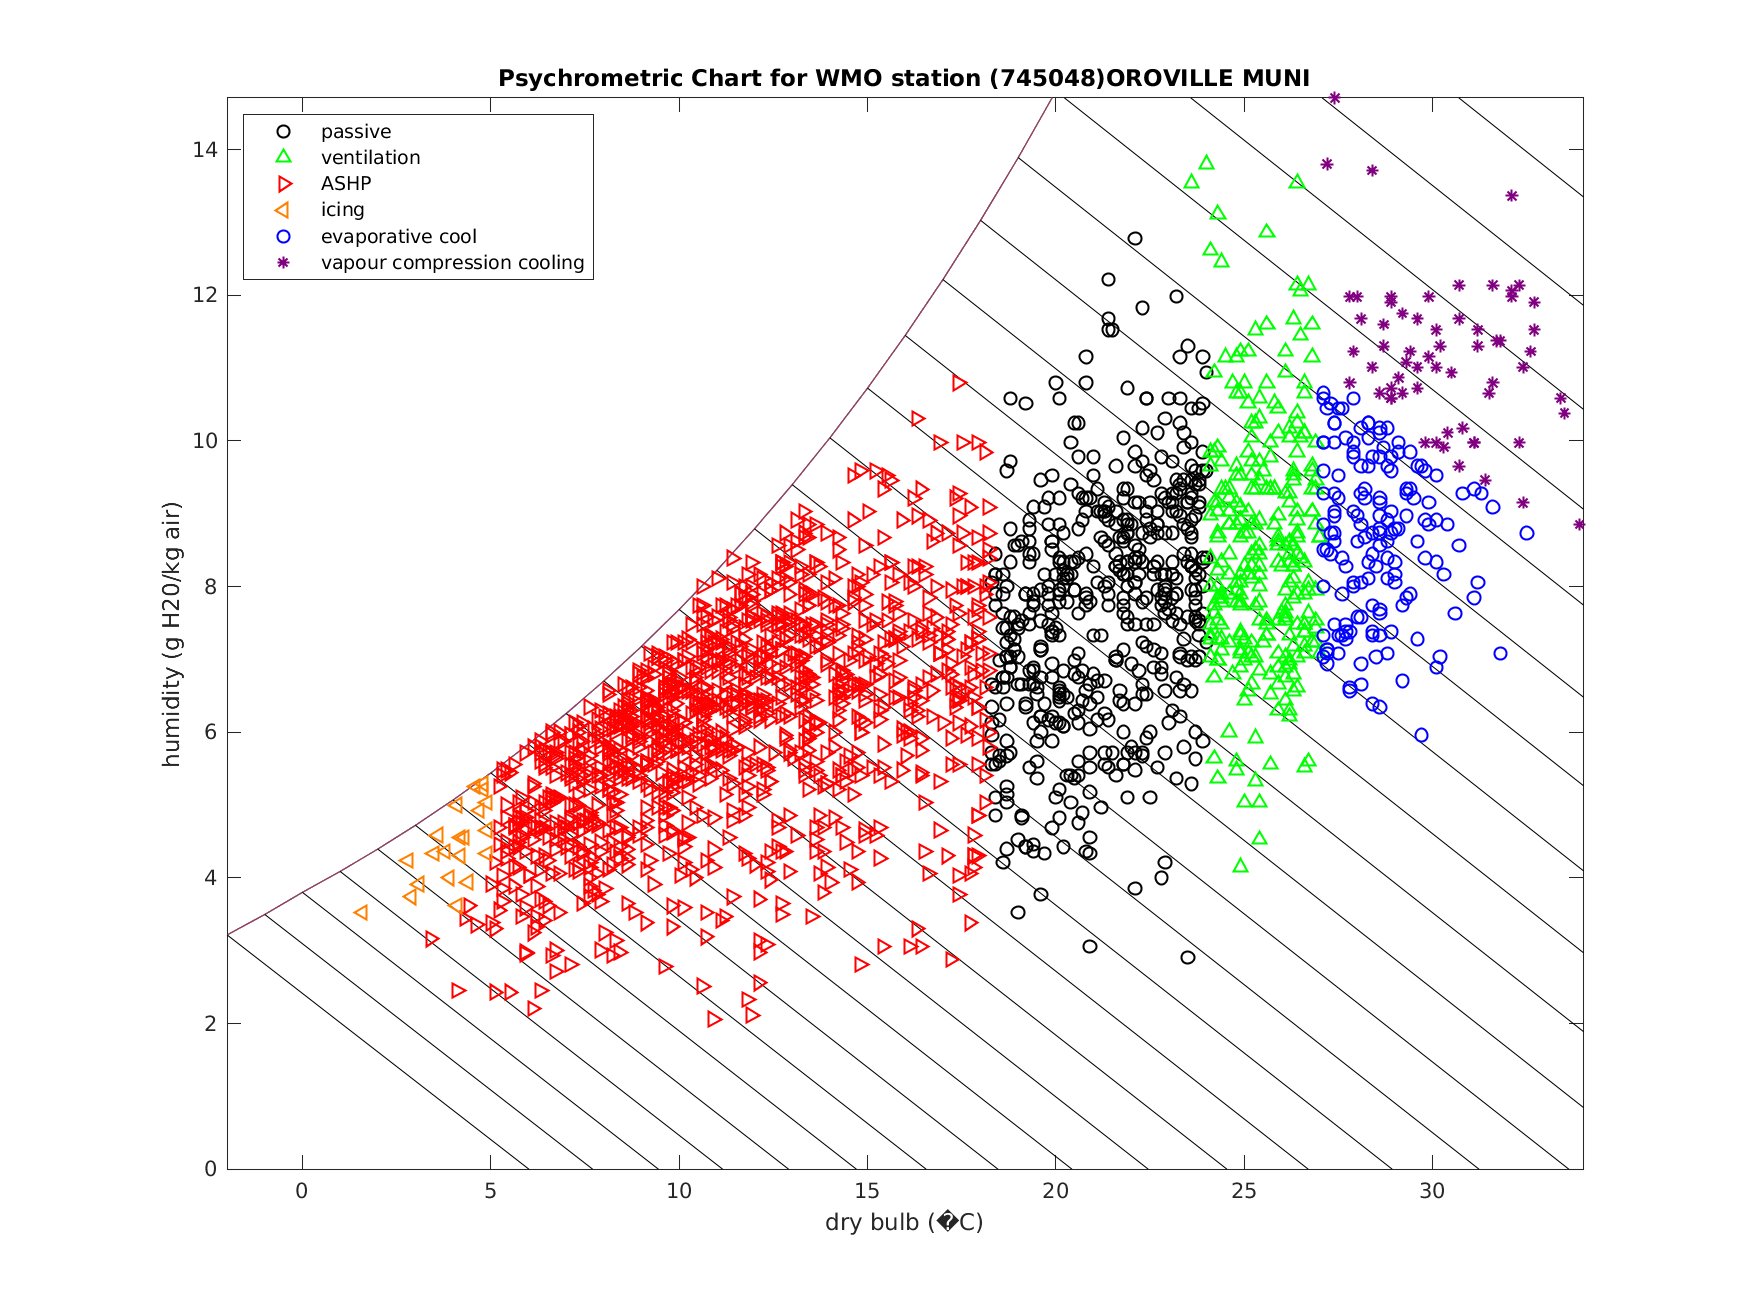 Psychrometric Chart for WMO station (745048)OROVILLE MUNI
passive
ventilation
ASHP
icing
evaporative cool
vapour compression cooling
humidity (g H20/kg air)
14
12
10
8
6
4
2
0
0 5 10 15 20 25 30
dry bulb (�C)